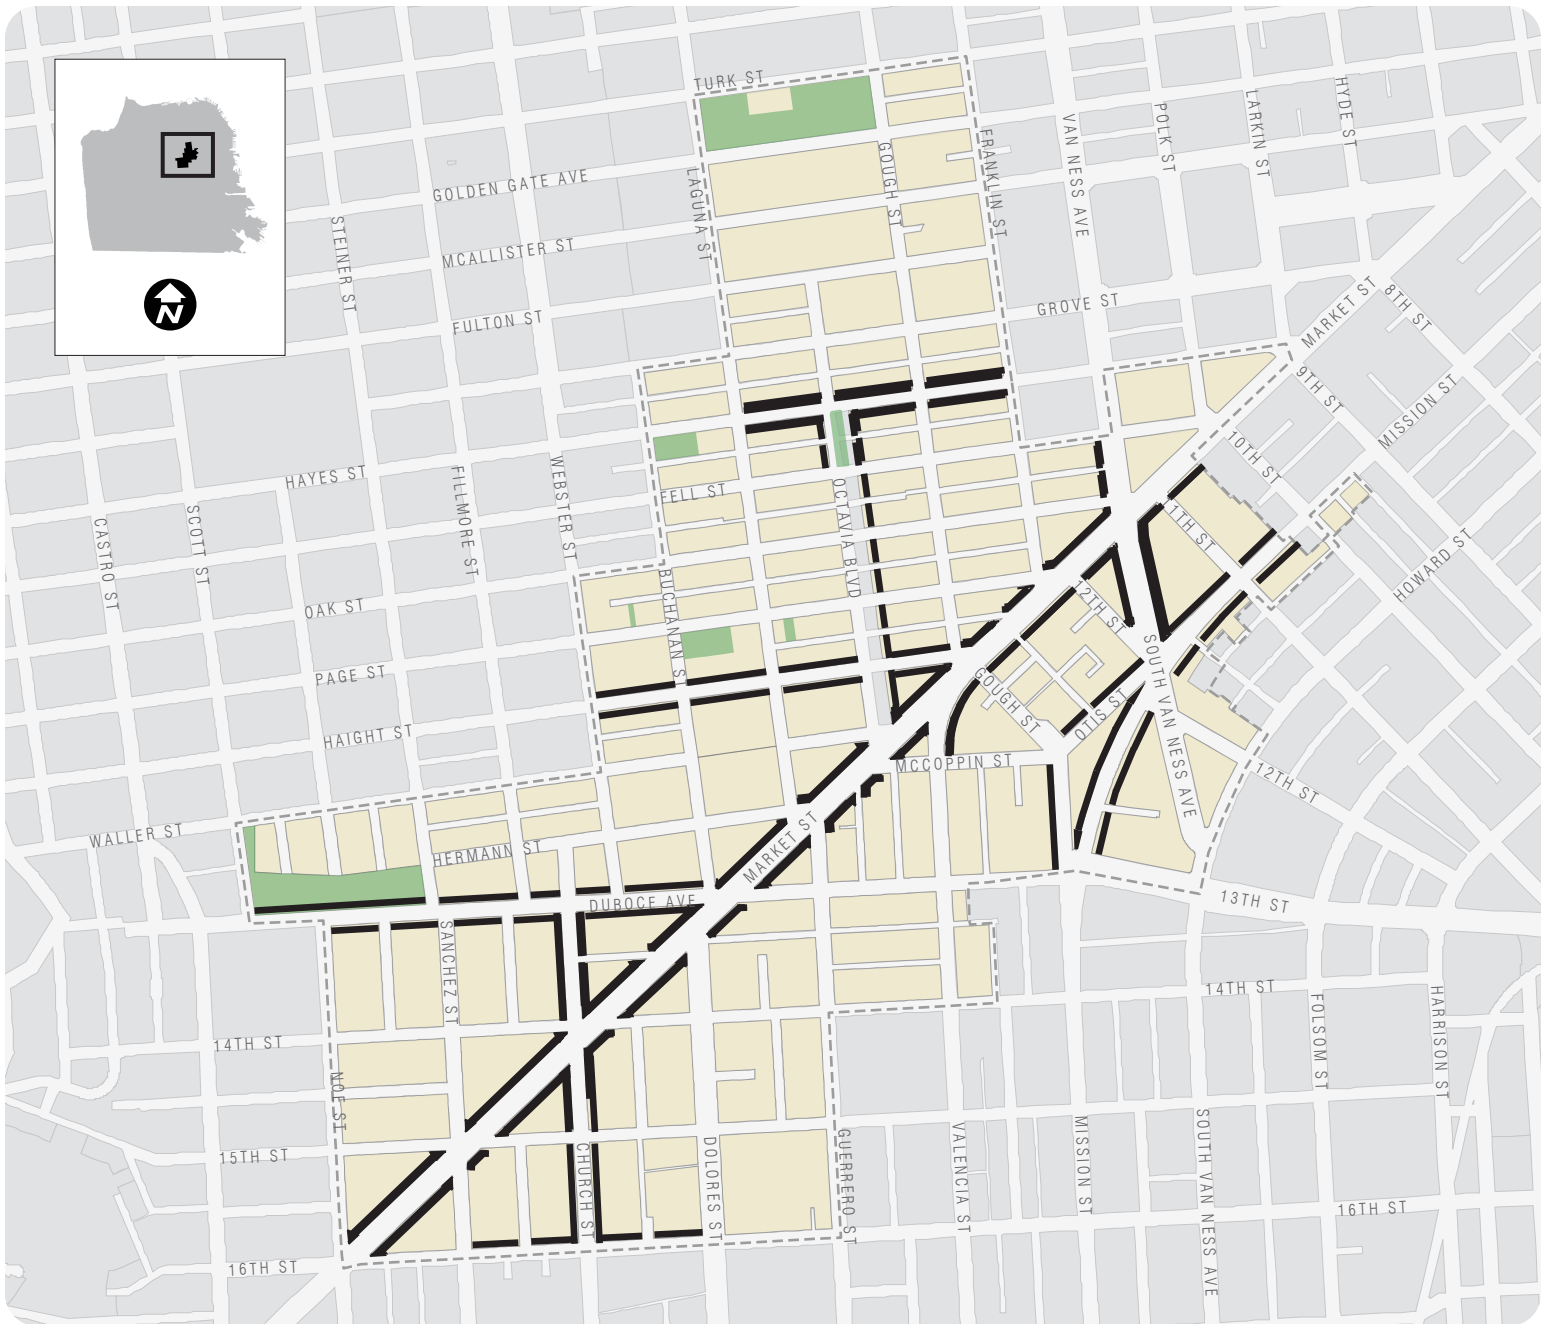 TURK ST
GOLDEN GATE AVE
MCALLISTER ST
FULTON ST
STEINER ST
LAGUNA ST
GOUGH ST
FRANKLIN ST
VAN NESS AVE
POLK ST
LARKIN ST
HYDE ST
GROVE ST
MARKET ST
8TH ST
9TH ST
MISSION ST
10TH ST
N
HAYES ST
FELL ST
FILLMORE ST
WEBSTER ST
OCTAVIA BLVD
11TH ST
CASTRO ST
SCOTT ST
OAK ST
BUCHANAN ST
12TH ST
HOWARD ST
PAGE ST
GOUGH ST
OTIS ST
SOUTH VAN NESS AVE
HAIGHT ST
MCCOPPIN ST
12TH ST
WALLER ST
HERMANN ST
MARKET ST
DUBOCE AVE
13TH ST
SANCHEZ ST
14TH ST
14TH ST
FOLSOM ST
HARRISON ST
NOE ST
15TH ST
CHURCH ST
DOLORES ST
GUERRERO ST
VALENCIA ST
MISSION ST
SOUTH VAN NESS AVE
16TH ST
16TH ST